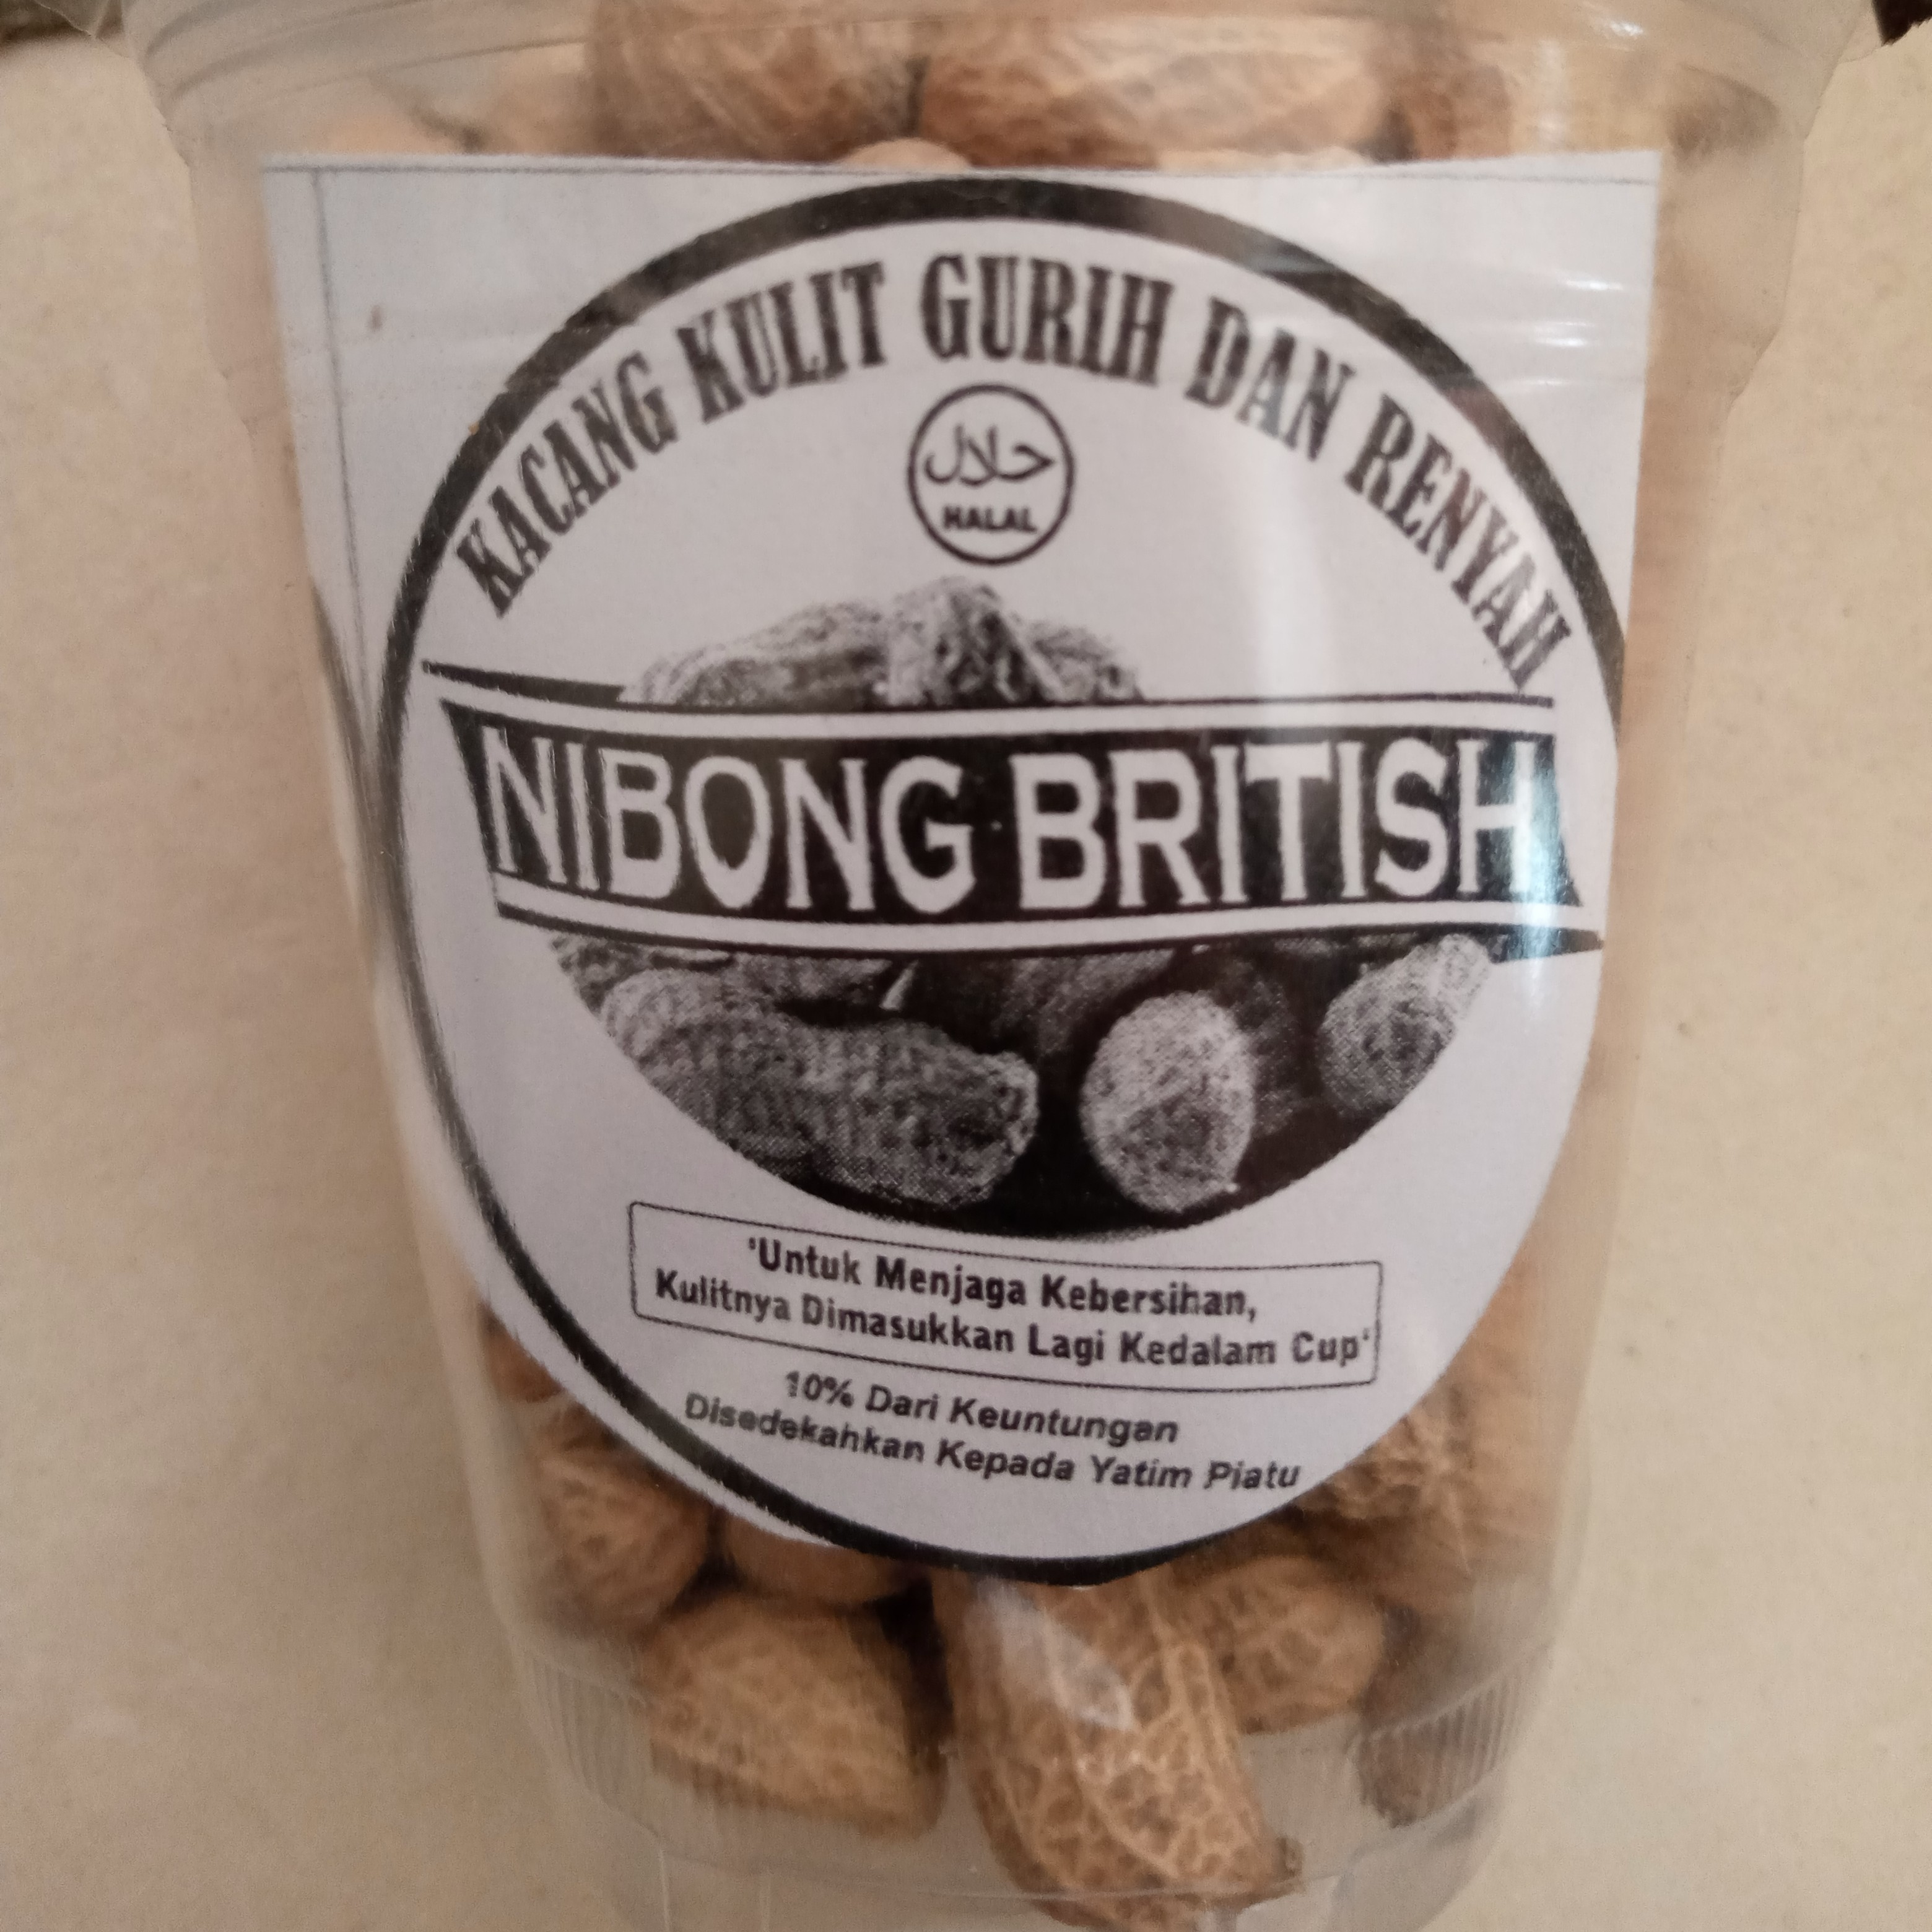 KACANG KULIT GURIH DAN RENYAH
حلال
HALAL
NIBONG BRITISH
'Untuk Menjaga Kebersihan,
Kulitnya Dimasukkan Lagi Kedalam Cup'
10% Dari Keuntungan
Disedekahkan Kepada Yatim Piatu